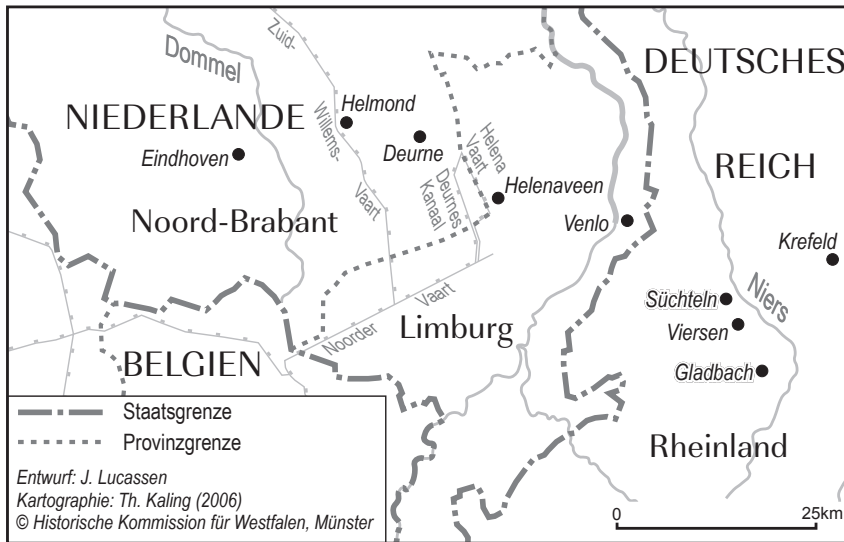 Dommel
Zuid-
Willems-
Vaart
DEUTSCHES
REICH
NIEDERLANDE
Helmond
Deurne
Eindhoven
Helena
Vaart
Deurnes
Kanaal
Helenaveen
Noord-Brabant
Venlo
Krefeld
Niers
Süchteln
Viersen
Gladbach
Noorder
Vaart
Limburg
BELGIEN
Rheinland
Staatsgrenze
Provinzgrenze
Entwurf: J. Lucassen
Kartographie: Th. Kaling (2006)
© Historische Kommission für Westfalen, Münster
0 25km